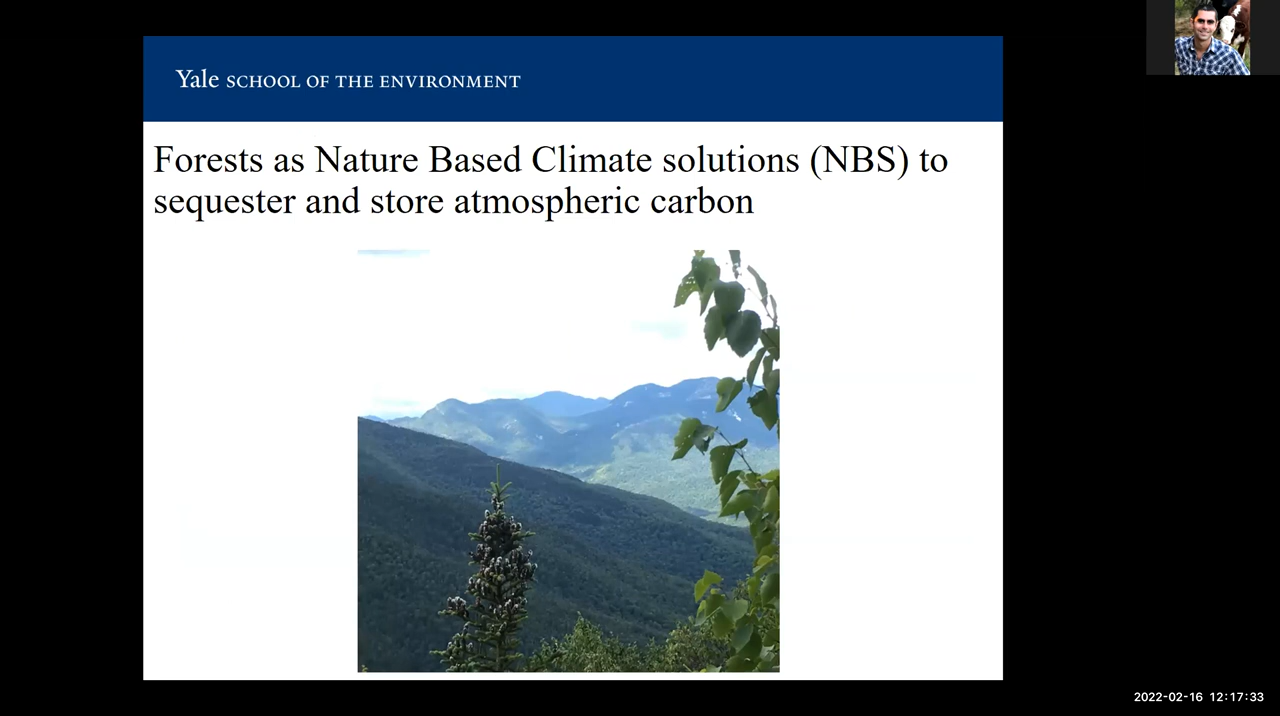 Yale SCHOOL OF THE ENVIRONMENT
Forests as Nature Based Climate solutions (NBS) to
sequester and store atmospheric carbon
2022-02-16 12:17:33